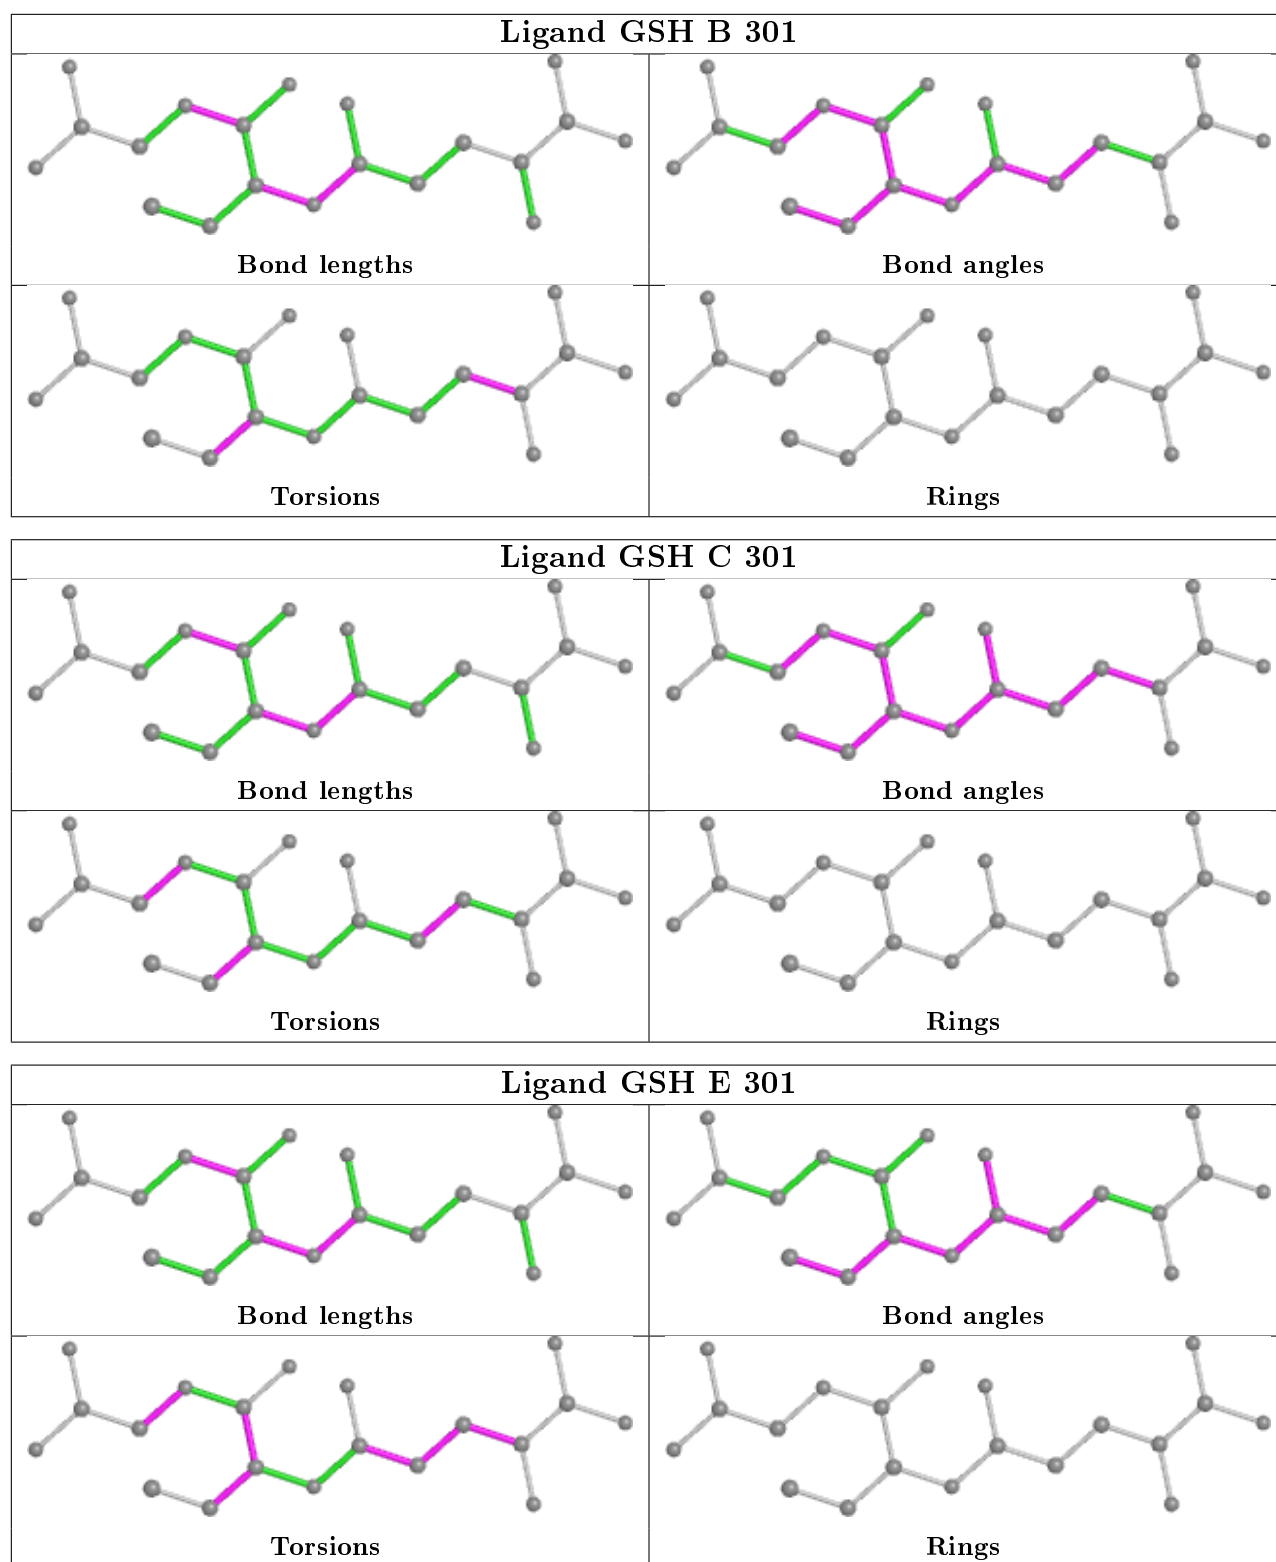 Ligand GSH B 301
Bond lengths
Bond angles
Torsions
Rings
Ligand GSH C 301
Bond lengths
Bond angles
Torsions
Rings
Ligand GSH E 301
Bond lengths
Bond angles
Torsions
Rings